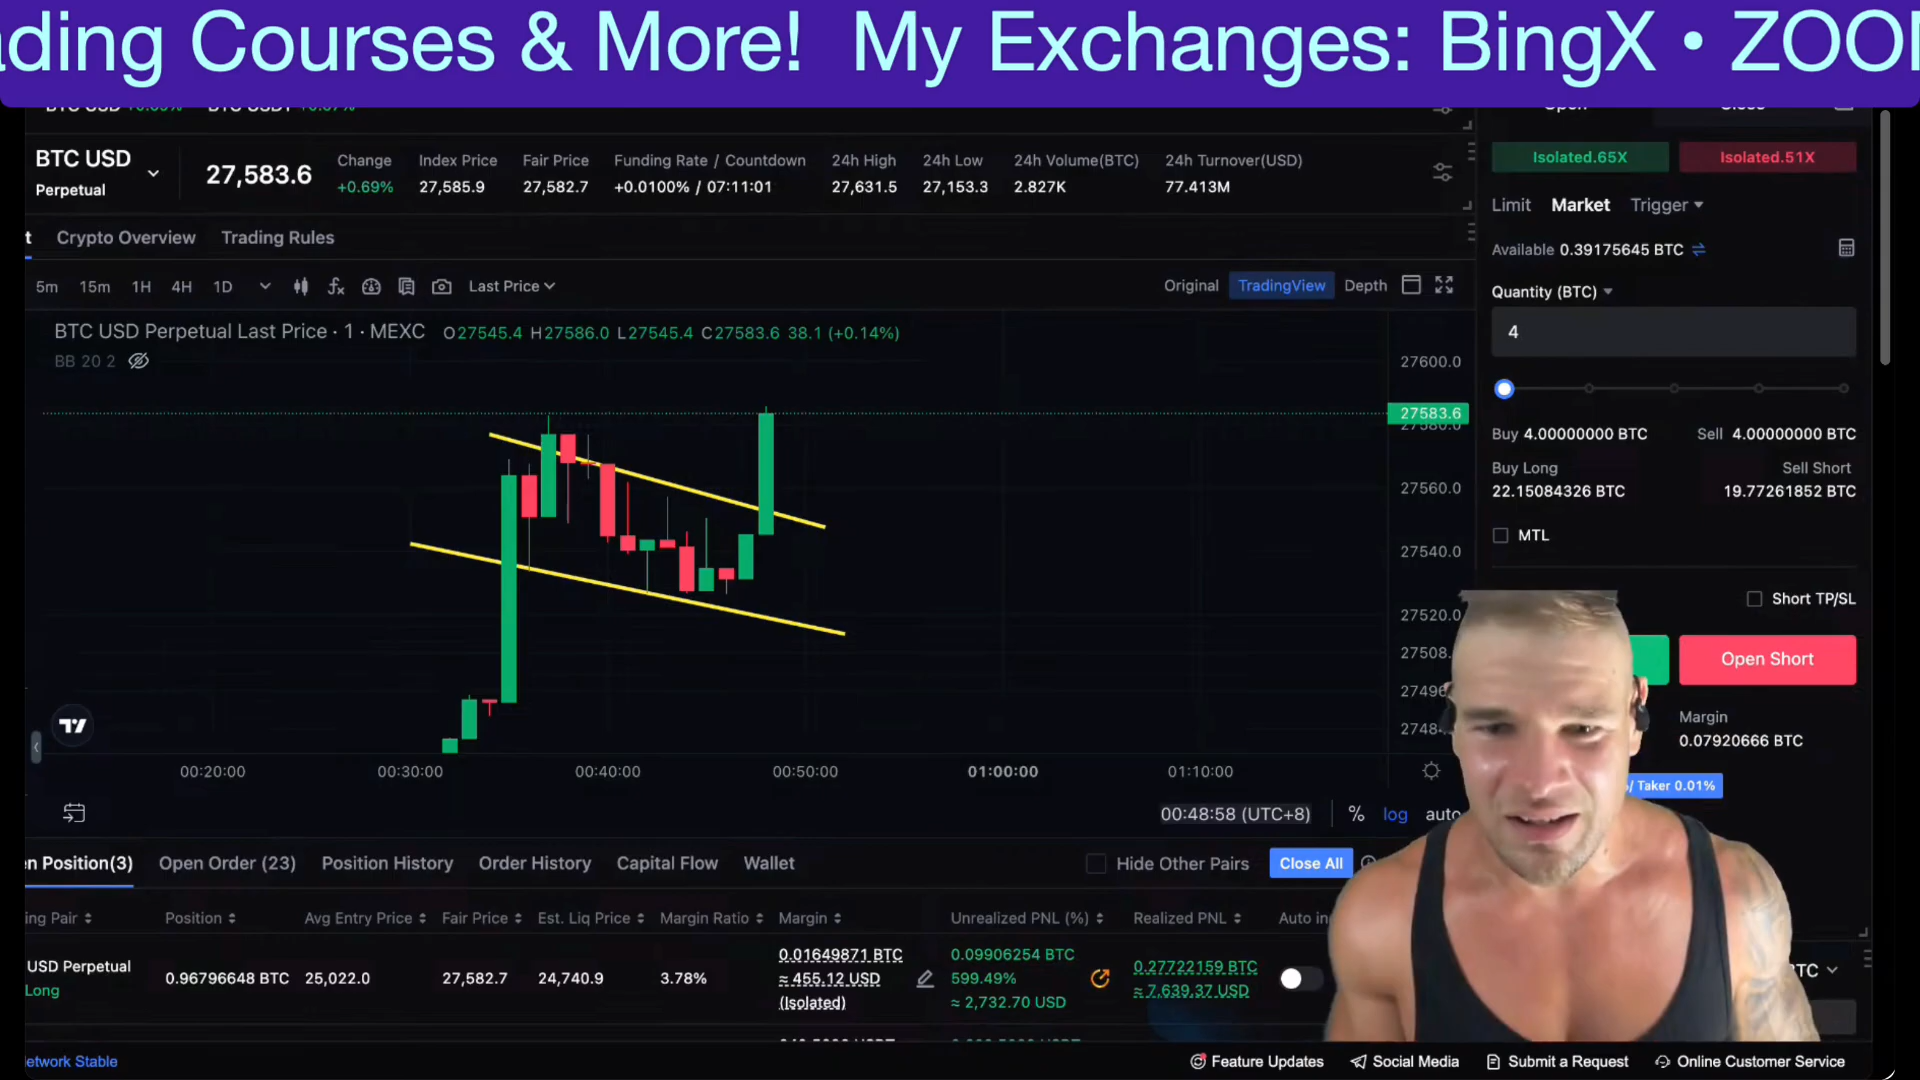 ading Courses & More! My Exchanges: BingX • ZOO
BTC USD
Perpetual
27,583.6
Change
+0.69%
Index Price
27,585.9
Fair Price
27,582.7
Funding Rate / Countdown
+0.0100% / 07:11:01
24h High
27,631.5
24h Low
27,153.3
24h Volume(BTC)
2.827K
24h Turnover(USD)
77.413M
Isolated.65X
Isolated.51X
Limit Market Trigger
Available 0.39175645 BTC
Quantity (BTC)
4
Buy 4.00000000 BTC Sell 4.00000000 BTC
Buy Long Sell Short
22.15084326 BTC 19.77261852 BTC
MTL
Short TP/SL
Open Short
Margin
0.07920666 BTC
/ Taker 0.01%
t Crypto Overview Trading Rules
5m 15m 1H 4H 1D Last Price
Original TradingView Depth
BTC USD Perpetual Last Price · 1 · MEXC O27545.4 H27586.0 L27545.4 C27583.6 38.1 (+0.14%)
BB 20 2
27600.0
27583.6
27560.0
27540.0
27520.0
27508.
27496
27484
00:20:00 00:30:00 00:40:00 00:50:00 01:00:00 01:10:00
00:48:58 (UTC+8) % log auto
en Position(3) Open Order (23) Position History Order History Capital Flow Wallet
Hide Other Pairs Close All
ing Pair Position Avg Entry Price Fair Price Est. Liq Price Margin Ratio Margin Unrealized PNL (%) Realized PNL Auto in
USD Perpetual
Long
0.96796648 BTC 25,022.0 27,582.7 24,740.9 3.78%
0.01649871 BTC
≈ 455.12 USD
(Isolated)
0.09906254 BTC
599.49%
≈ 2,732.70 USD
0.27722159 BTC
≈ 7,639.37 USD
TC
etwork Stable
Feature Updates Social Media Submit a Request Online Customer Service